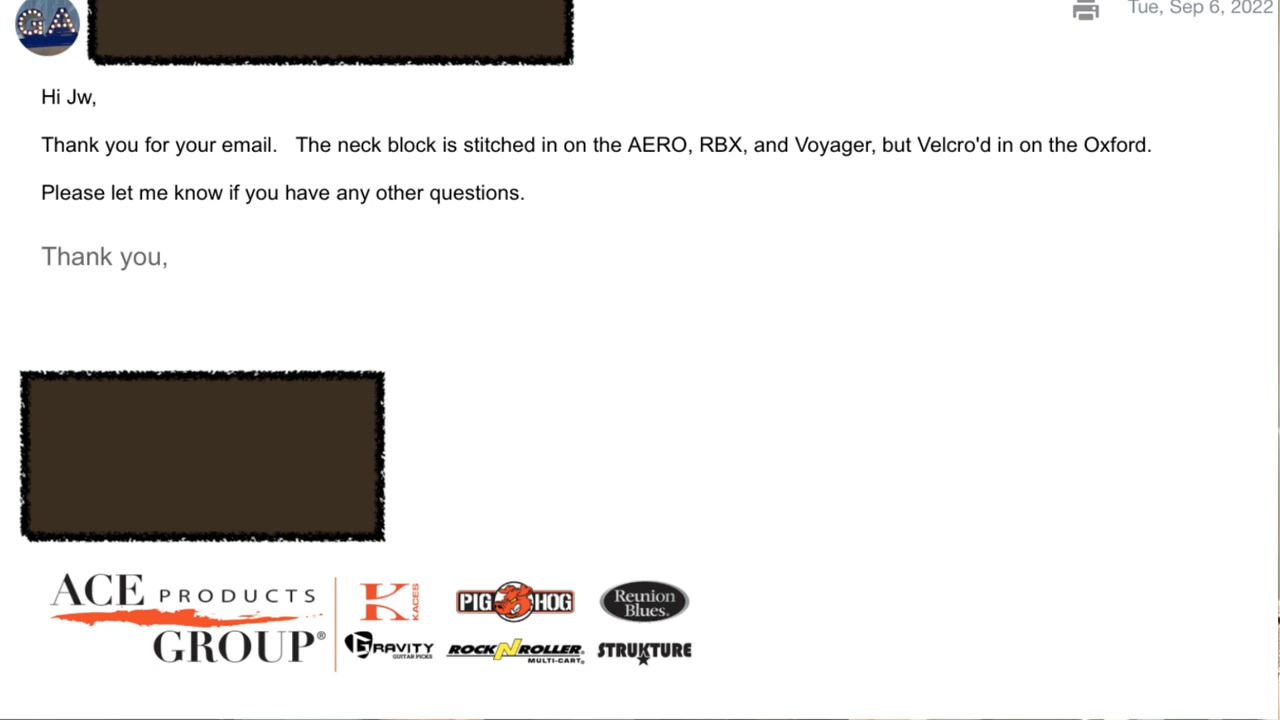 GA
Tue, Sep 6, 2022
Hi Jw,
Thank you for your email.   The neck block is stitched in on the AERO, RBX, and Voyager, but Velcro'd in on the Oxford.
Please let me know if you have any other questions.
Thank you,
ACE PRODUCTS
GROUP®
K KACES
PIG HOG
Reunion
Blues.
GRAVITY
GUITAR PICKS
ROCK N ROLLER
MULTI-CART®
STRUKTURE